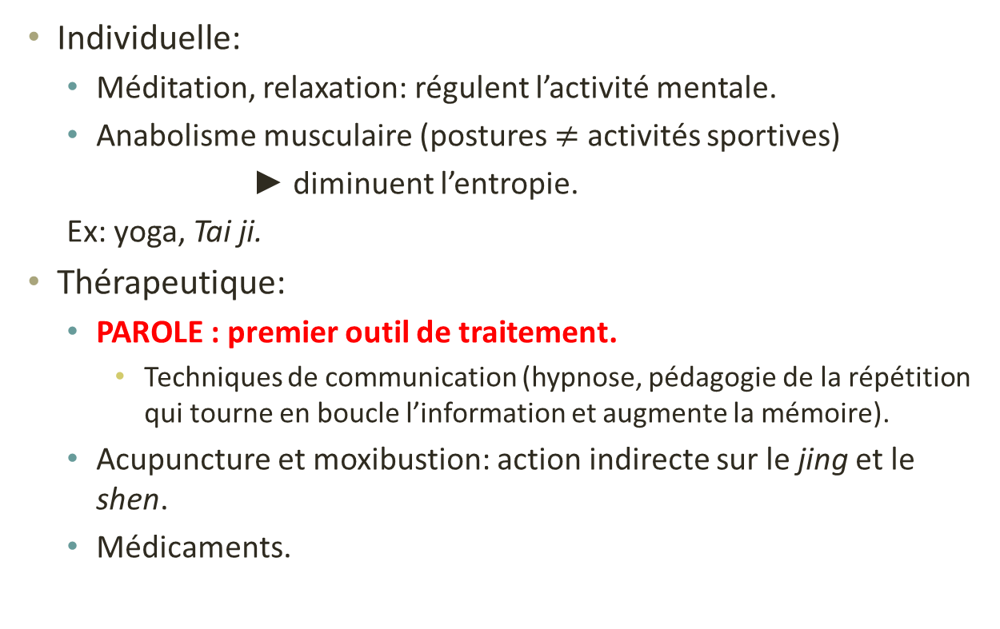 • Individuelle:
• Méditation, relaxation: régulent l’activité mentale.
• Anabolisme musculaire (postures ≠ activités sportives)
► diminuent l’entropie.
Ex: yoga, Tai ji.
• Thérapeutique:
• PAROLE : premier outil de traitement.
• Techniques de communication (hypnose, pédagogie de la répétition
qui tourne en boucle l’information et augmente la mémoire).
• Acupuncture et moxibustion: action indirecte sur le jing et le
shen.
• Médicaments.